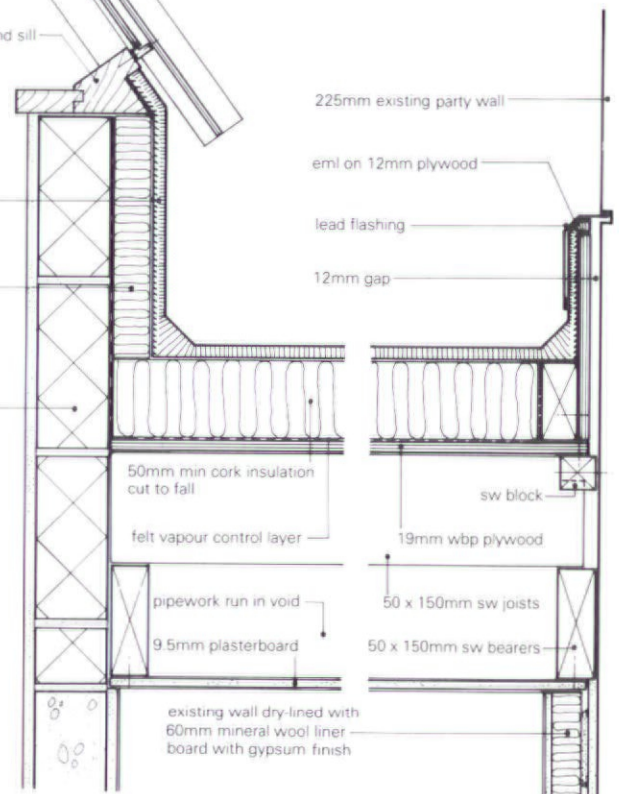 sill
225mm existing party wall
eml on 12mm plywood
lead flashing
12mm gap
50mm min cork insulation
cut to fall
sw block
felt vapour control layer
19mm wbp plywood
pipework run in void
50 x 150mm sw joists
9.5mm plasterboard
50 x 150mm sw bearers
existing wall dry-lined with
60mm mineral wool liner
board with gypsum finish